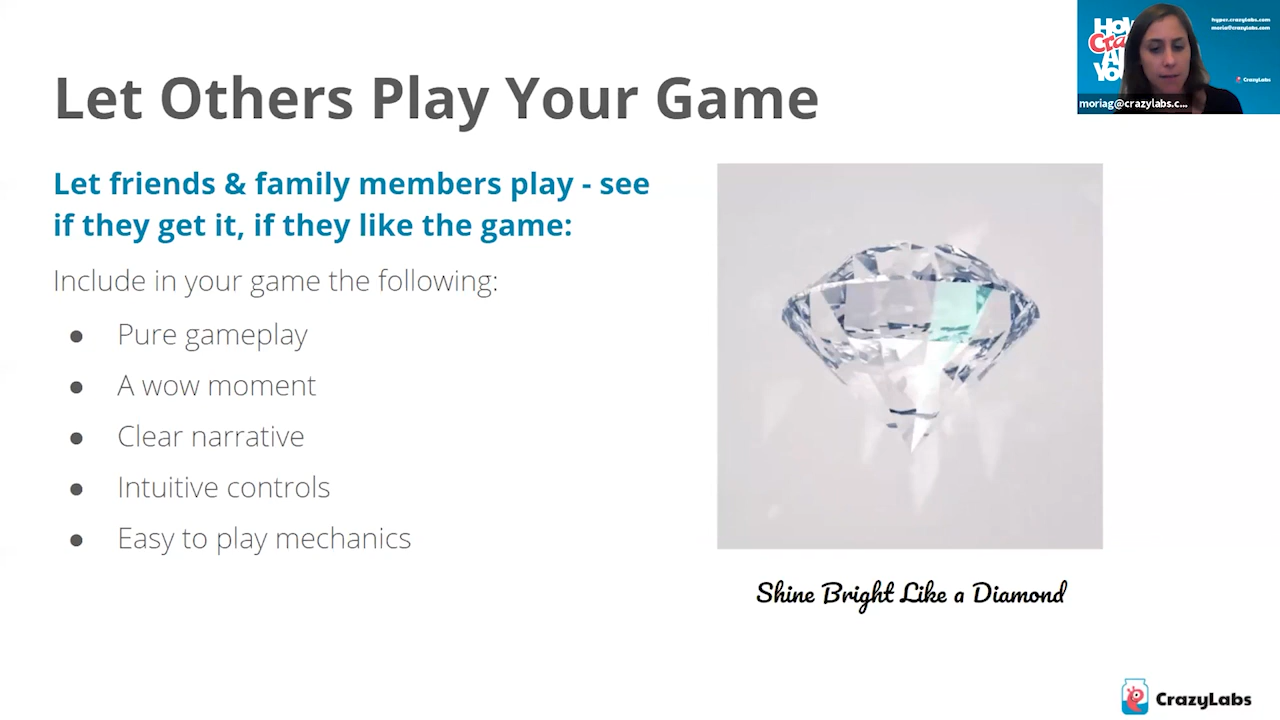 Let Others Play Your Game
Let friends & family members play - see
if they get it, if they like the game:
Include in your game the following:
● Pure gameplay
● A wow moment
● Clear narrative
● Intuitive controls
● Easy to play mechanics
Shine Bright Like a Diamond
CrazyLabs
hyper.crazylabs.com
moria@crazylabs.com
CrazyLabs
moriag@crazylabs.c...